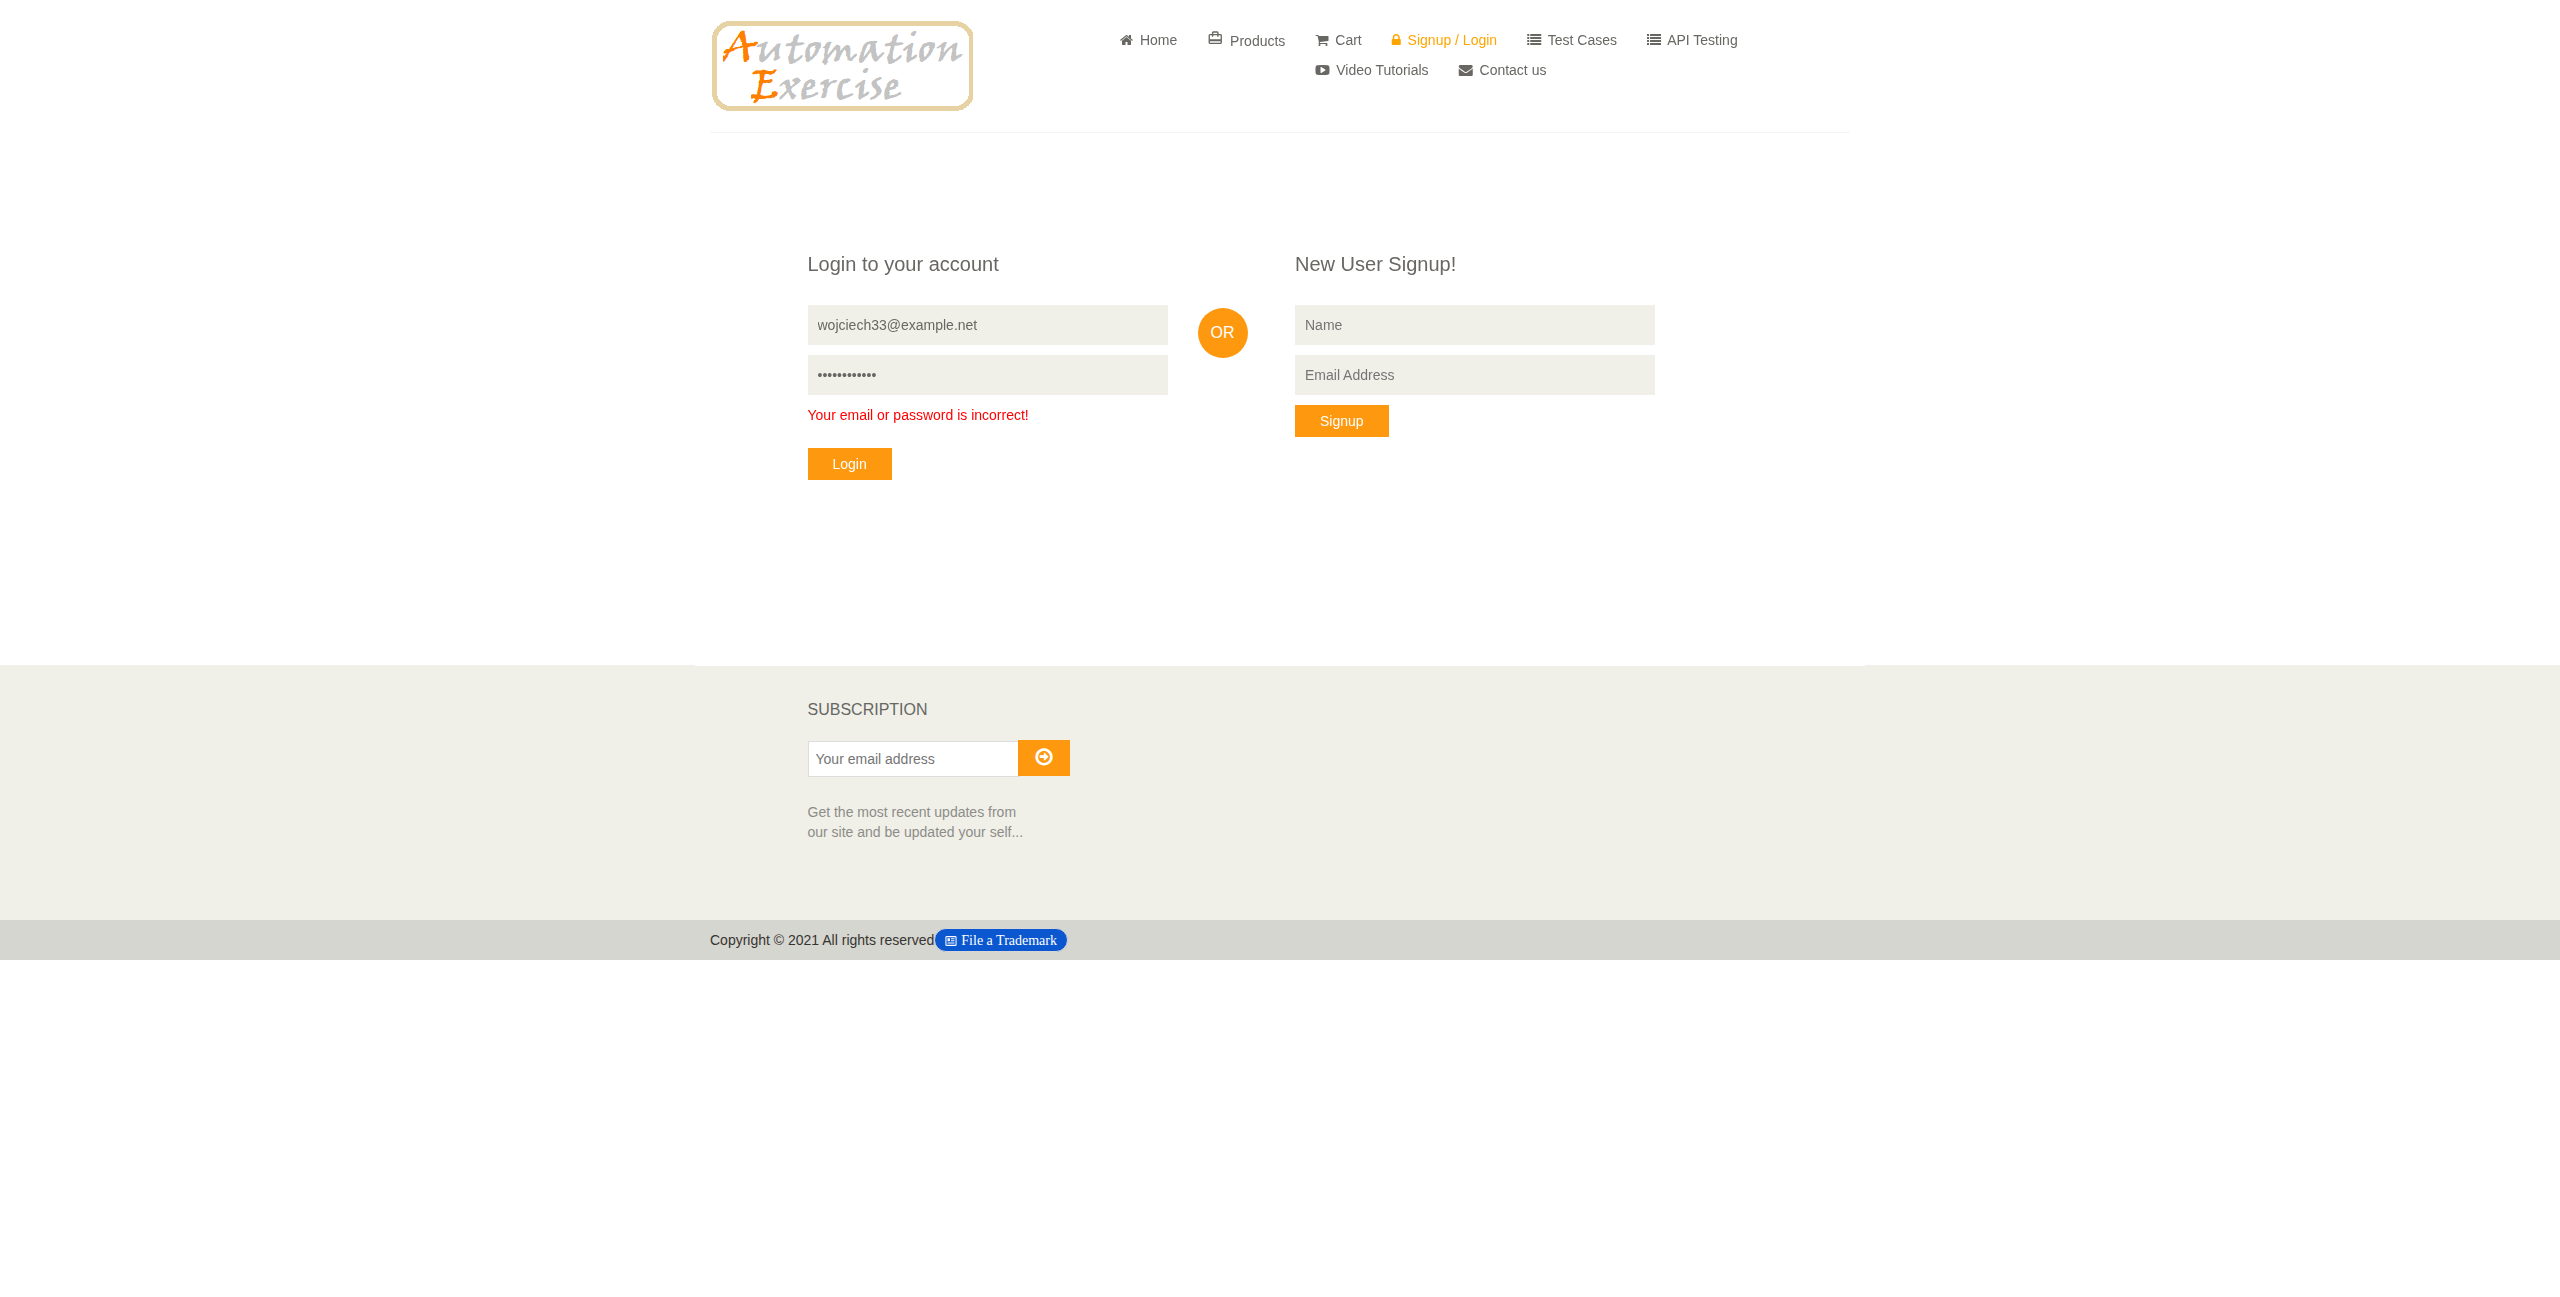 Automation
Exercise
Home
Products
Cart
Signup / Login
Test Cases
API Testing
Video Tutorials
Contact us
Login to your account
wojciech33@example.net
••••••••••••
Your email or password is incorrect!
Login
OR
New User Signup!
Name
Email Address
Signup
SUBSCRIPTION
Your email address
Get the most recent updates from
our site and be updated your self...
Copyright © 2021 All rights reserved File a Trademark